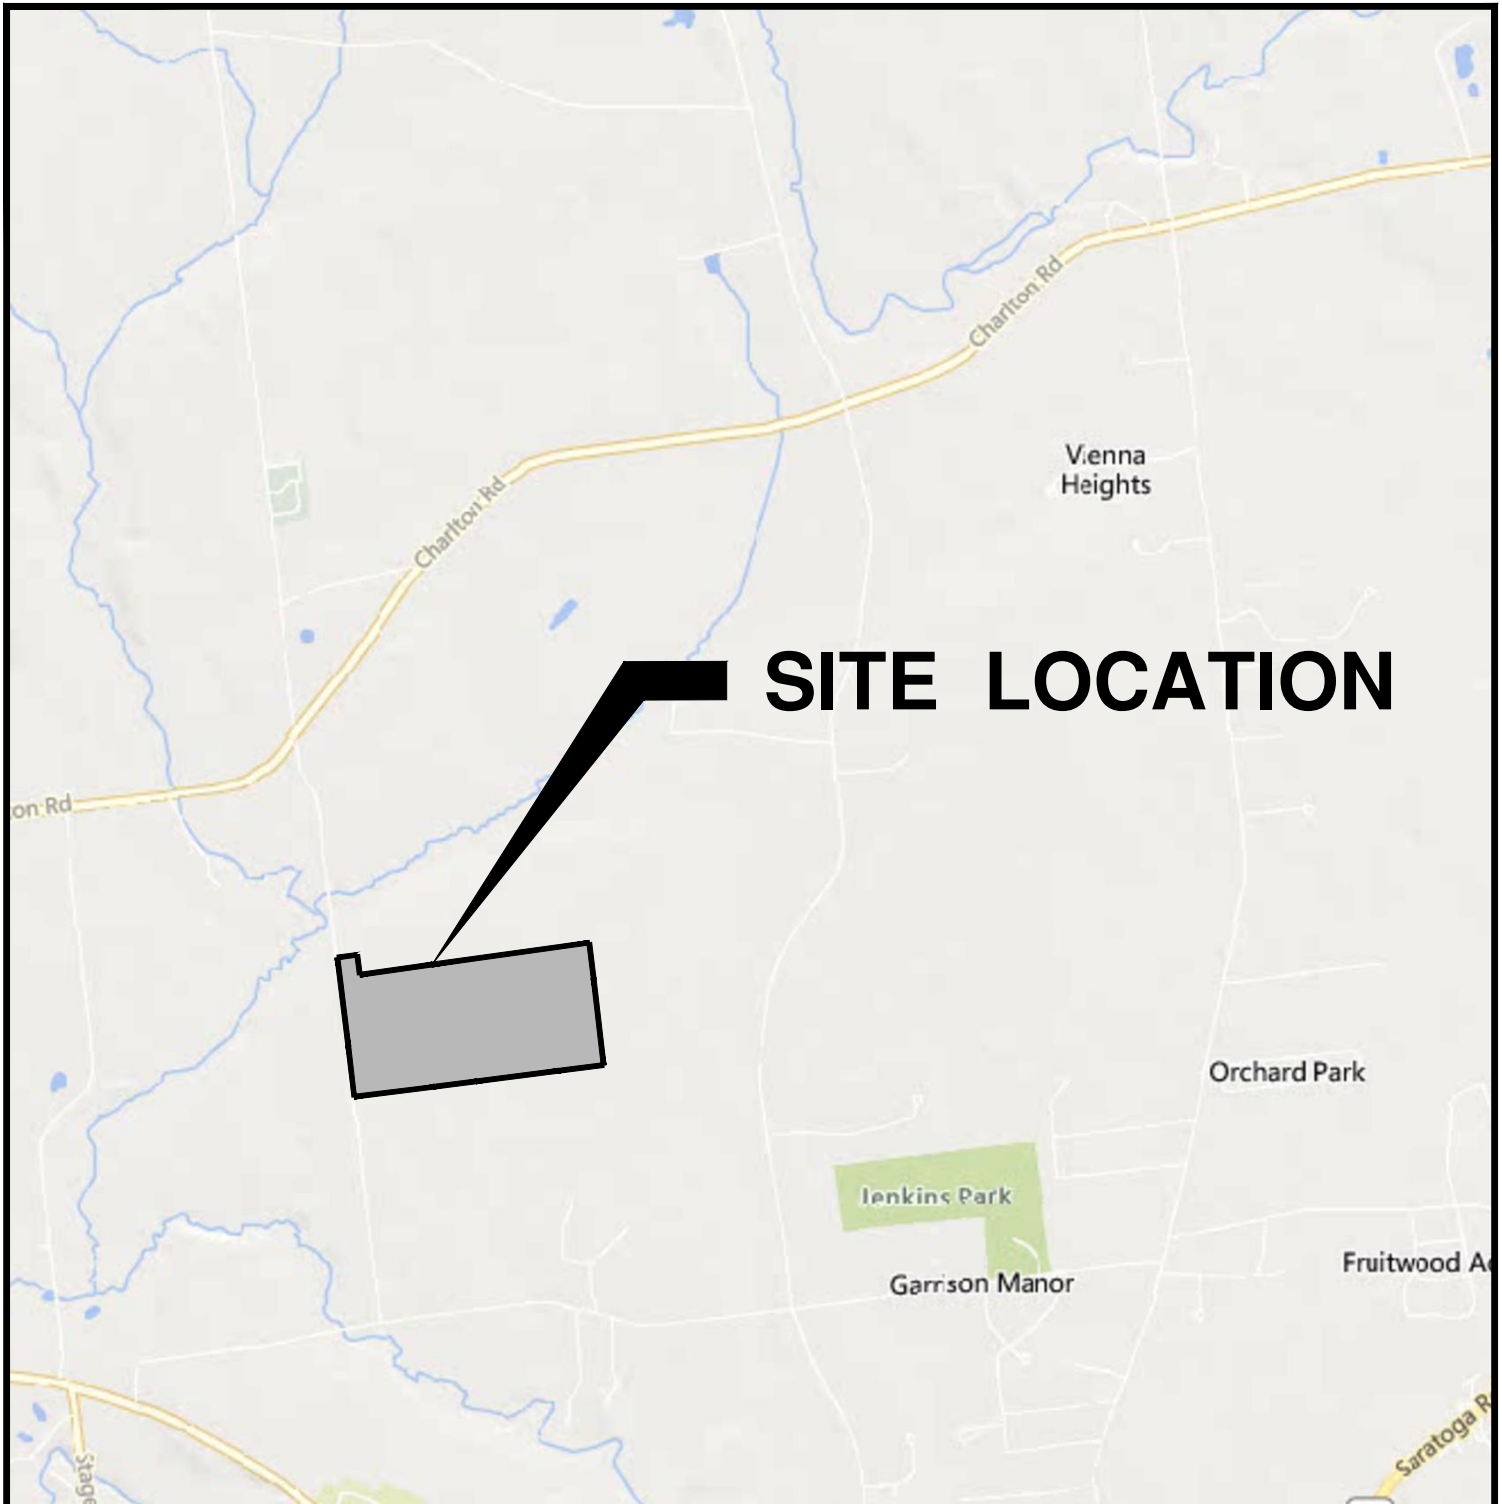 Charlton Rd
Vienna
Heights
Charlton Rd
SITE LOCATION
on Rd
Orchard Park
Jenkins Park
Fruitwood Ac
Garrison Manor
Saratoga R
Stage